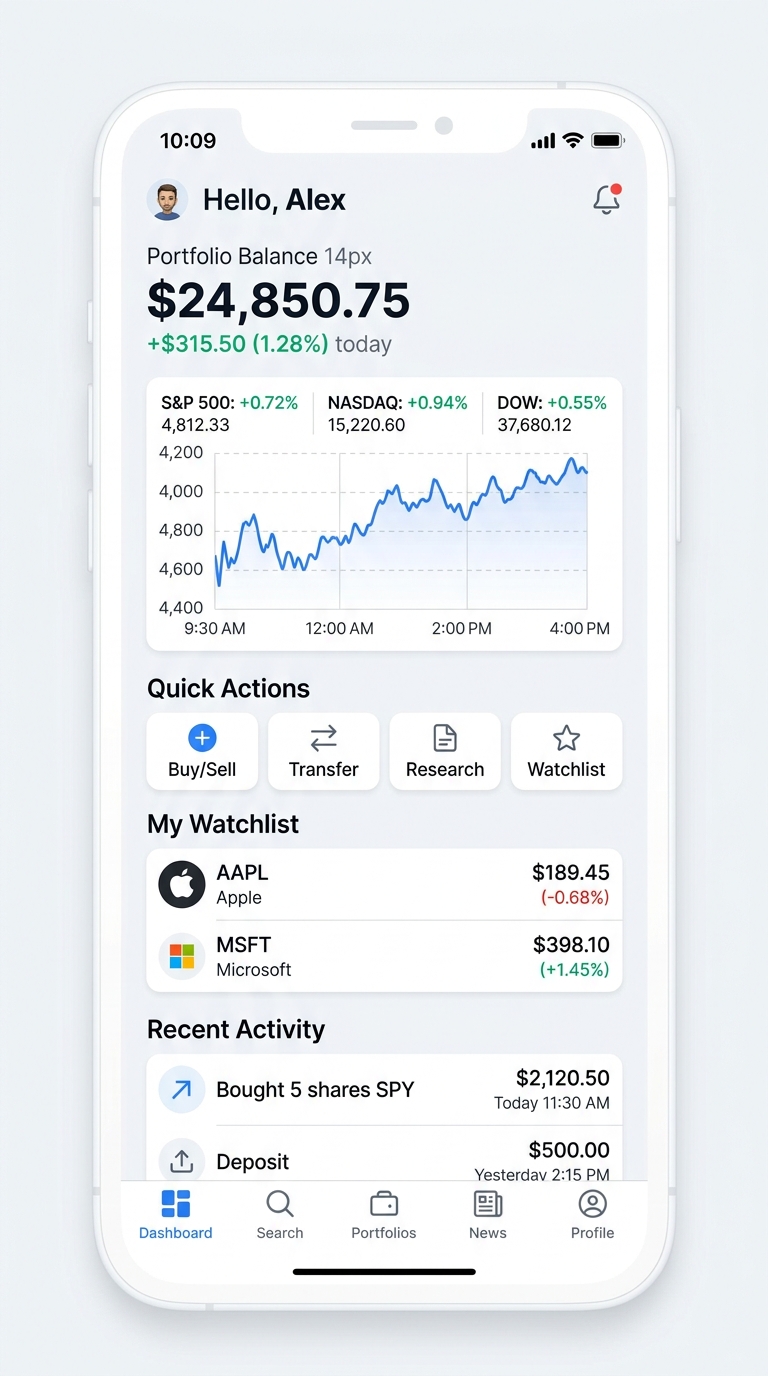 10:09
Hello, Alex
Portfolio Balance 14px
$24,850.75
+$315.50 (1.28%) today
S&P 500: +0.72% NASDAQ: +0.94% DOW: +0.55%
4,812.33 15,220.60 37,680.12
4,200
4,000
4,800
4,600
4,400
9:30 AM 12:00 AM 2:00 PM 4:00 PM
Quick Actions
Buy/Sell Transfer Research Watchlist
My Watchlist
AAPL $189.45
Apple (-0.68%)
MSFT $398.10
Microsoft (+1.45%)
Recent Activity
Bought 5 shares SPY $2,120.50
Today 11:30 AM
Deposit $500.00
Yesterday 2:15 PM
Dashboard Search Portfolios News Profile